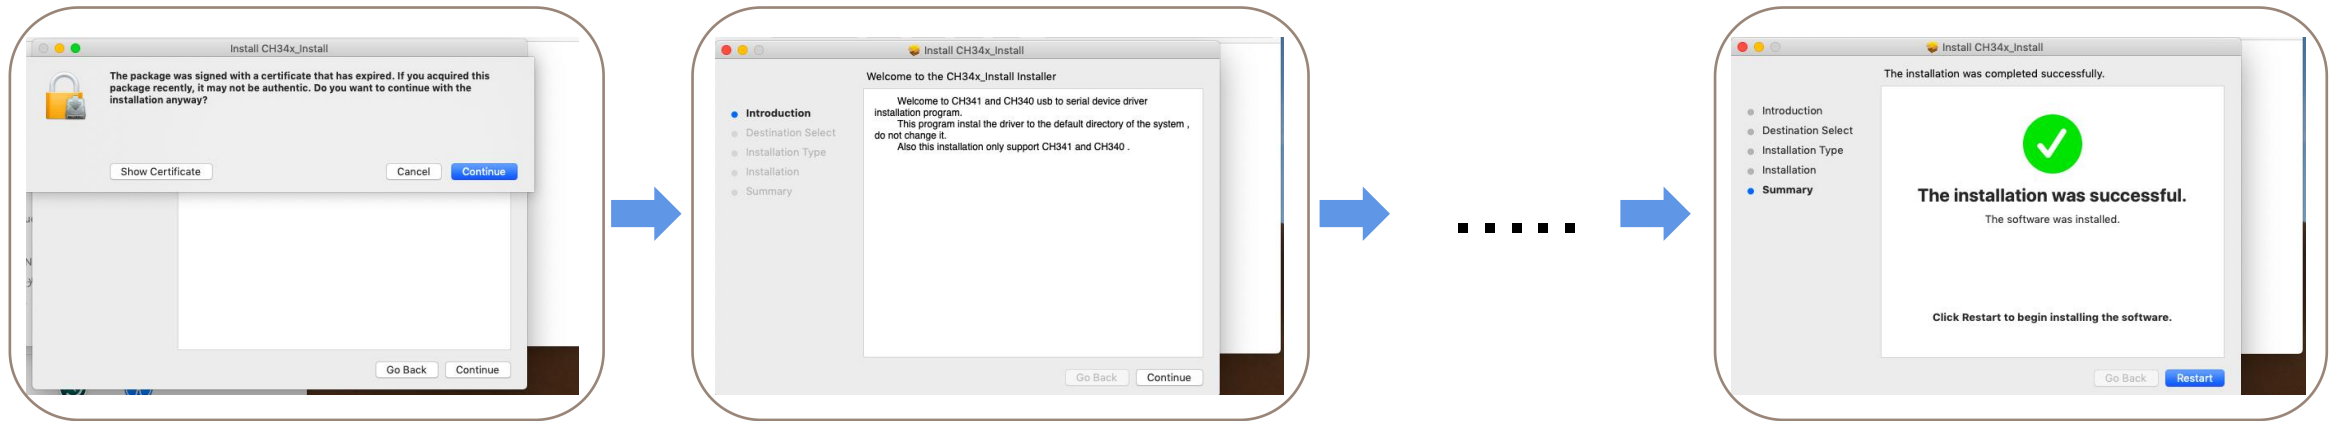 Install CH34x_Install
The package was signed with a certificate that has expired. If you acquired this
package recently, it may not be authentic. Do you want to continue with the
installation anyway?
Show Certificate
Cancel
Continue
Go Back
Continue
Install CH34x_Install
Welcome to the CH34x_Install Installer
Introduction
Destination Select
Installation Type
Installation
Summary
Welcome to CH341 and CH340 usb to serial device driver
installation program.
This program instal the driver to the default directory of the system ,
do not change it.
Also this installation only support CH341 and CH340 .
Go Back
Continue
.....
Install CH34x_Install
The installation was completed successfully.
Introduction
Destination Select
Installation Type
Installation
Summary
The installation was successful.
The software was installed.
Click Restart to begin installing the software.
Go Back
Restart